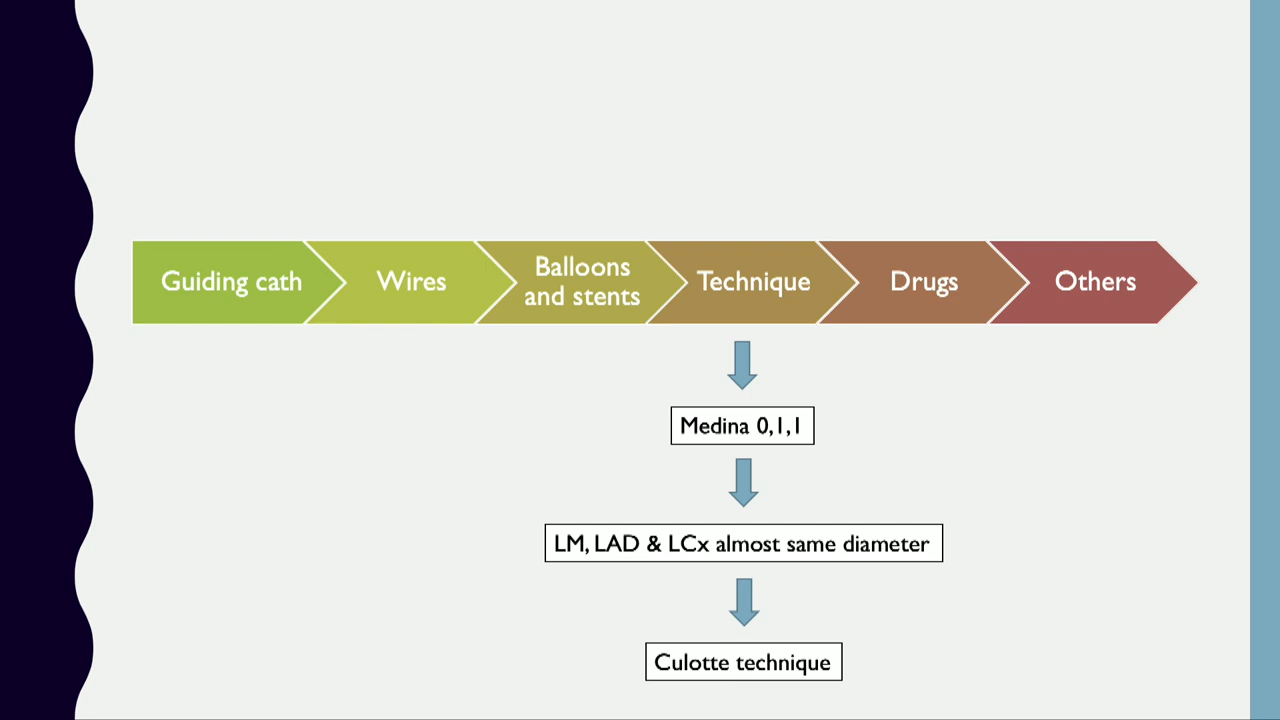 Guiding cath
Wires
Balloons
and stents
Technique
Drugs
Others
Medina 0,1,1
LM, LAD & LCx almost same diameter
Culotte technique